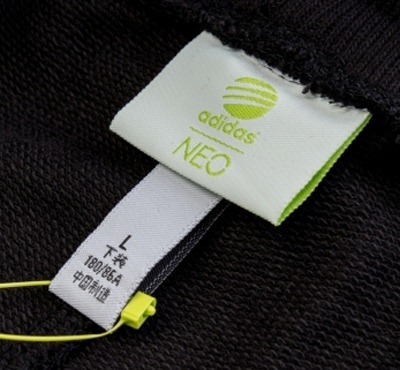 adidas
NEO
L
下装
180/86A
中国制造